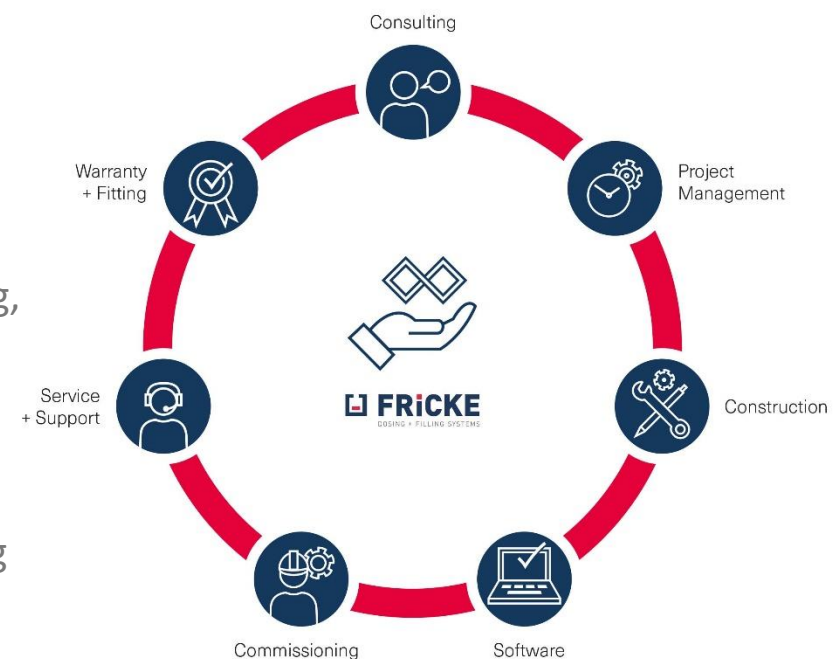 Consulting
Project
Management
Construction
Software
Commissioning
Service
+ Support
Warranty
+ Fitting
FRiCKE
DOSING + FILLING SYSTEMS
g,
g